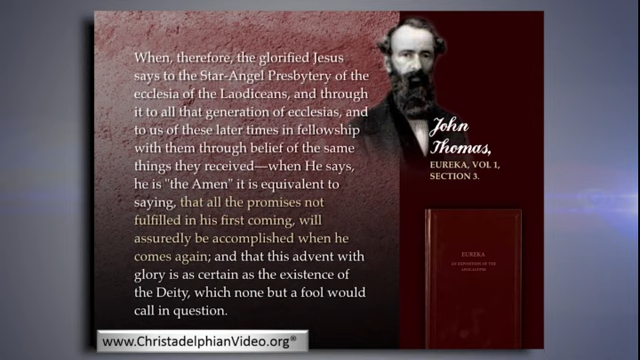 When, therefore, the glorified Jesus
says to the Star-Angel Presbytery of the
ecclesia of the Laodiceans, and through
it to all that generation of ecclesias, and
to us of these later times in fellowship
with them through belief of the same
things they received—when He says,
he is "the Amen" it is equivalent to
saying, that all the promises not
fulfilled in his first coming, will
assuredly be accomplished when he
comes again; and that this advent with
glory is as certain as the existence of
the Deity, which none but a fool would
call in question.
John
Thomas,
EUREKA, VOL 1,
SECTION 3.
EUREKA
AN EXPOSITION OF THE
APOCALYPSE
www.ChristadelphianVideo.org®